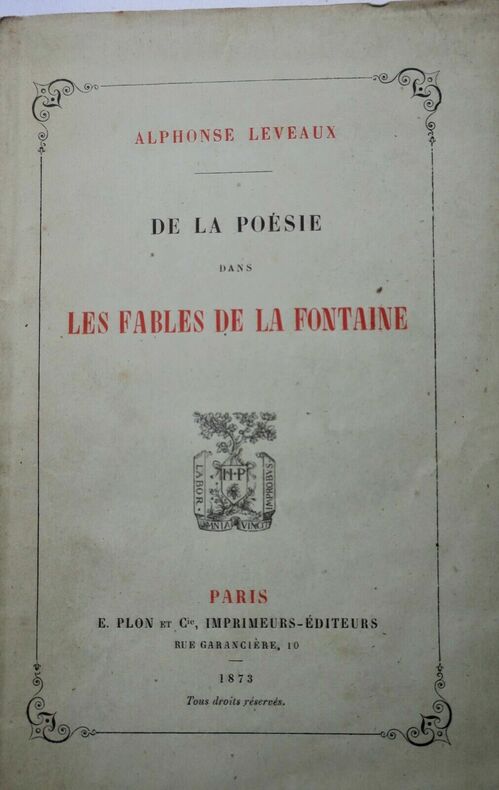 ALPHONSE LEVEAUX
DE LA POÉSIE
DANS
LES FABLES DE LA FONTAINE
H·P
LABOR
IMPROBVS
OMNIA VINCIT
PARIS
E. PLON ET Cie, IMPRIMEURS-ÉDITEURS
RUE GARANCIÈRE, 10
1873
Tous droits réservés.